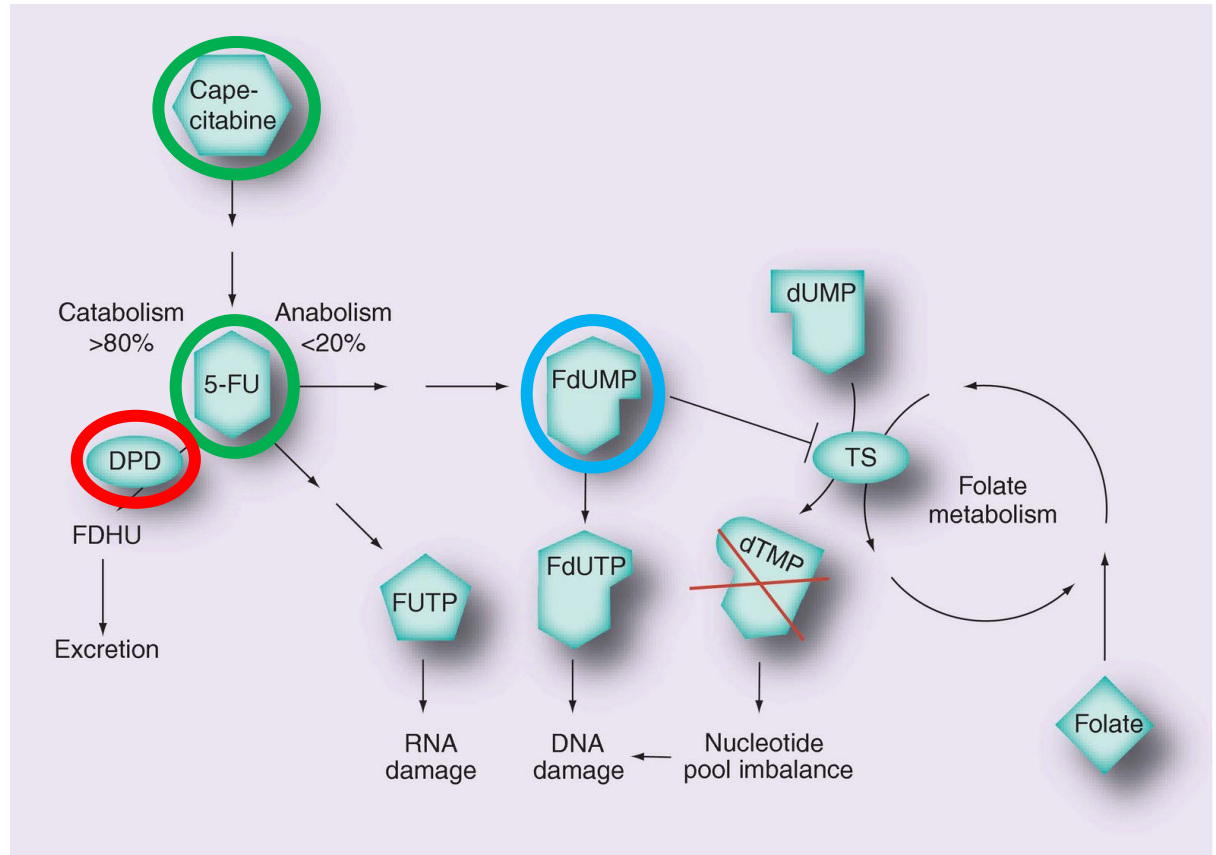 Cape-
citabine
Catabolism
>80%
Anabolism
<20%
5-FU
DPD
FDHU
Excretion
FdUMP
dUMP
TS
Folate
metabolism
dTMP
FdUTP
FUTP
RNA
damage
DNA
damage
Nucleotide
pool imbalance
Folate